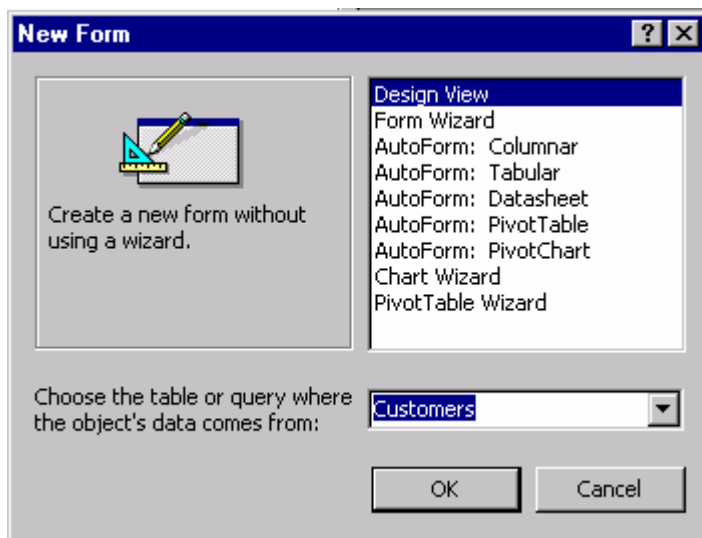 New Form
Create a new form without
using a wizard.
Design View
Form Wizard
AutoForm: Columnar
AutoForm: Tabular
AutoForm: Datasheet
AutoForm: PivotTable
AutoForm: PivotChart
Chart Wizard
PivotTable Wizard
Choose the table or query where
the object's data comes from:
Customers
OK
Cancel